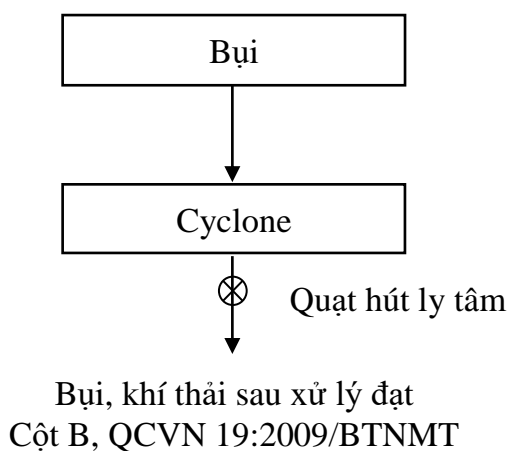 Bụi
Cyclone
Quạt hút ly tâm
Bụi, khí thải sau xử lý đạt
Cột B, QCVN 19:2009/BTNMT